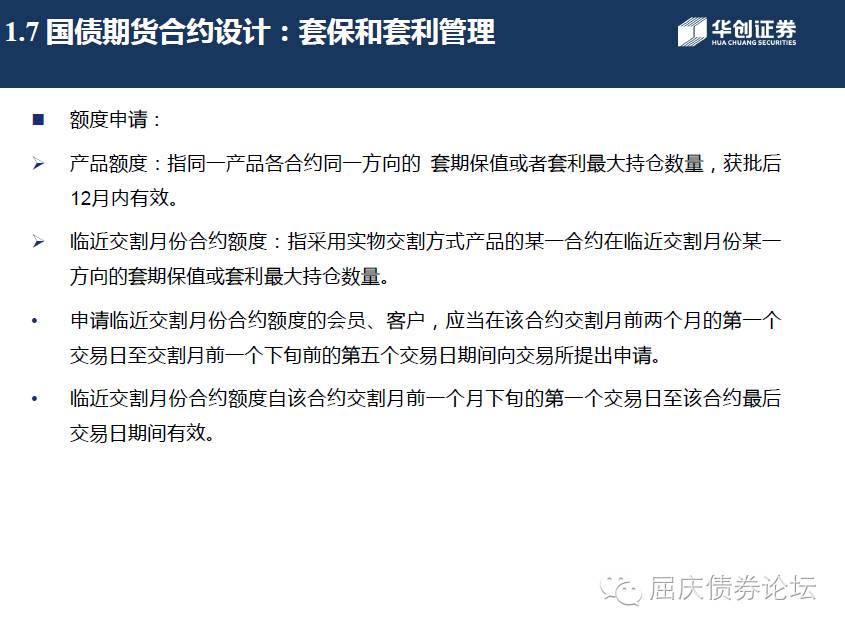 1.7 国债期货合约设计：套保和套利管理
华创证券
HUA CHUANG SECURITIES
■ 额度申请：
➢ 产品额度：指同一产品各合约同一方向的 套期保值或者套利最大持仓数量，获批后
12月内有效。
➢ 临近交割月份合约额度：指采用实物交割方式产品的某一合约在临近交割月份某一
方向的套期保值或套利最大持仓数量。
• 申请临近交割月份合约额度的会员、客户，应当在该合约交割月前两个月的第一个
交易日至交割月前一个下旬前的第五个交易日期间向交易所提出申请。
• 临近交割月份合约额度自该合约交割月前一个月下旬的第一个交易日至该合约最后
交易日期间有效。
屈庆债券论坛